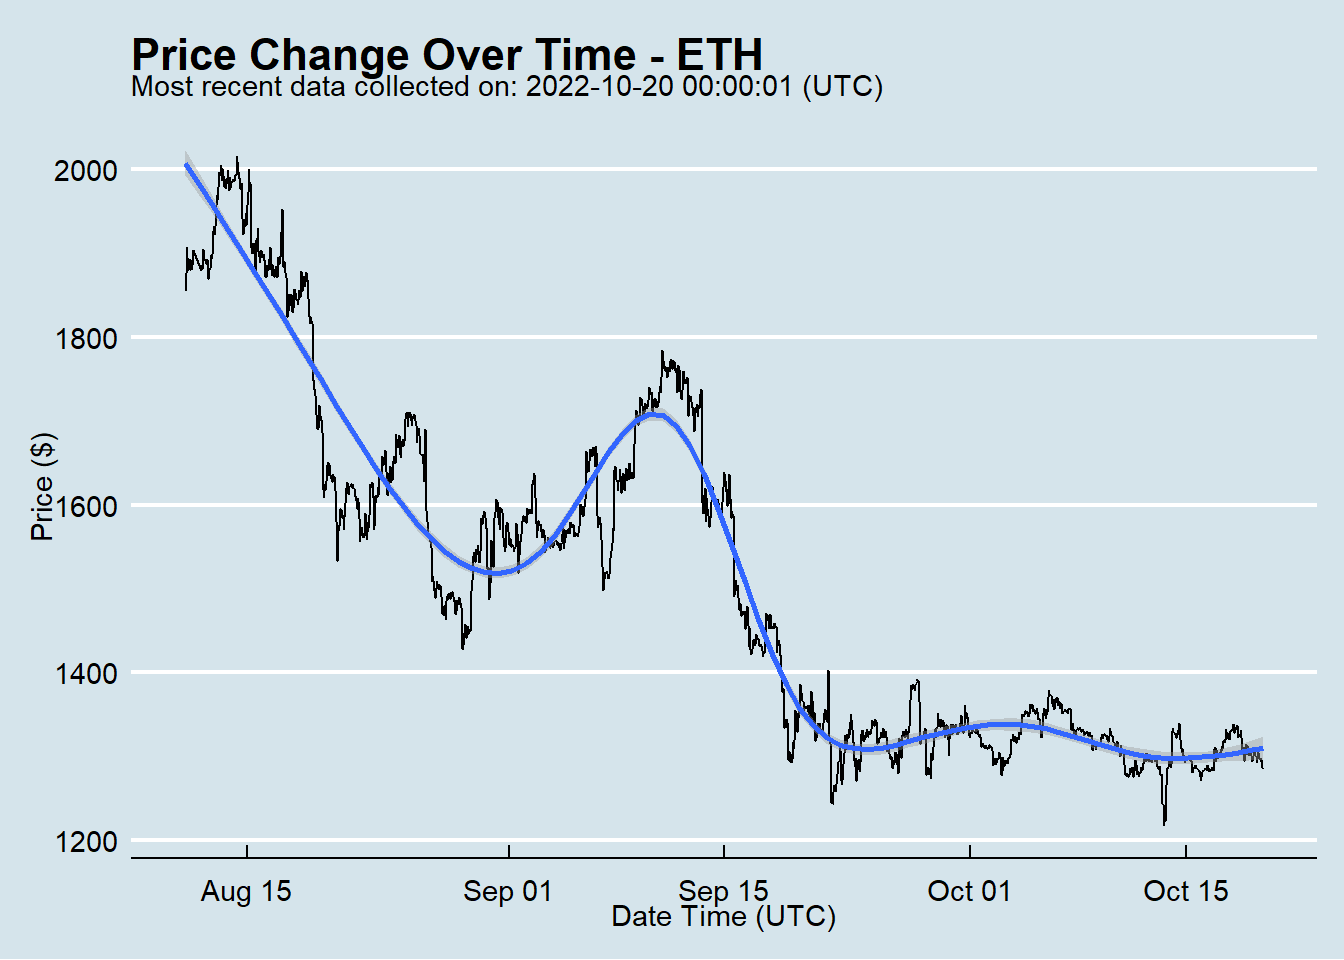 Price Change Over Time - ETH
Most recent data collected on: 2022-10-20 00:00:01 (UTC)
Price ($)
2000
1800
1600
1400
1200
Aug 15
Sep 01
Sep 15
Oct 01
Oct 15
Date Time (UTC)